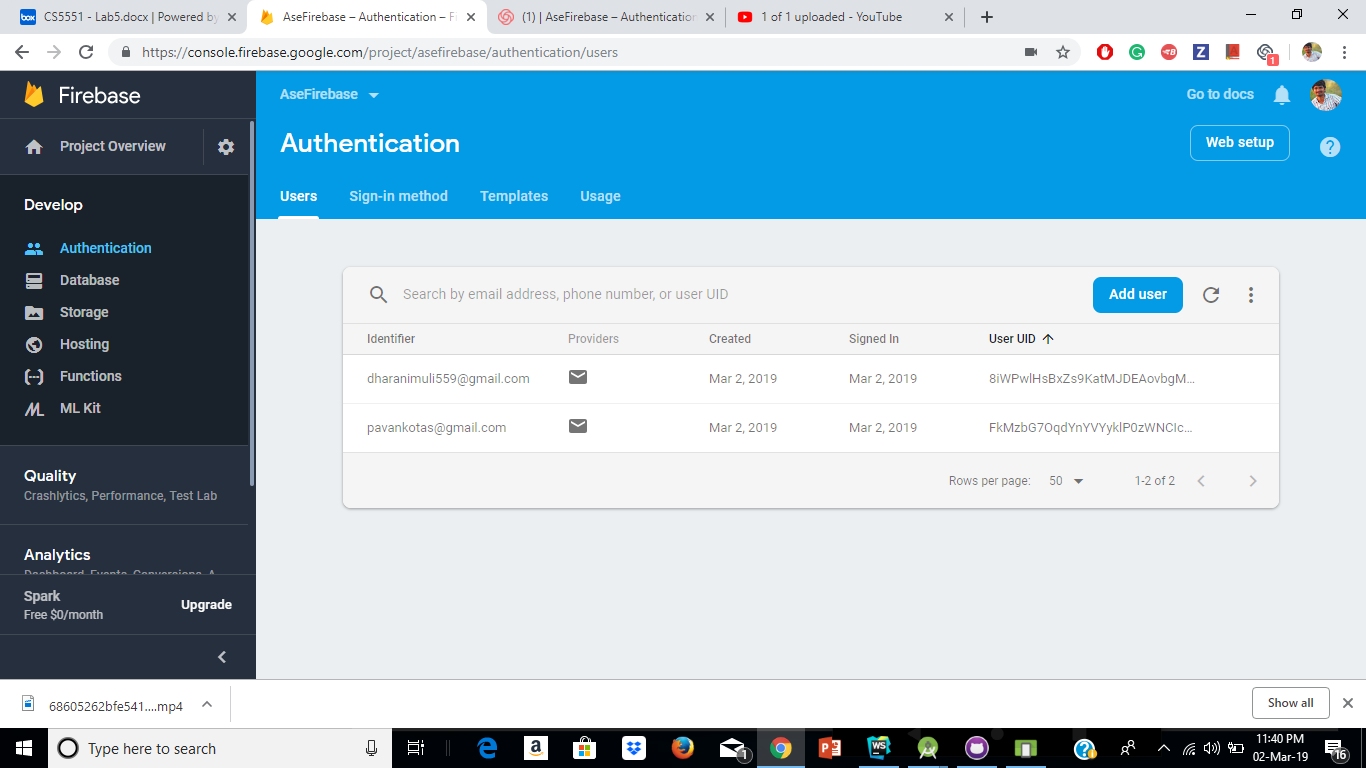 CS5551 - Lab5.docx | Powered by
AseFirebase – Authentication – Fi
(1) | AseFirebase – Authentication
1 of 1 uploaded - YouTube
https://console.firebase.google.com/project/asefirebase/authentication/users
1
Firebase
AseFirebase
Go to docs
Project Overview
Authentication
Web setup
Users
Sign-in method
Templates
Usage
Develop
Authentication
Database
Storage
Hosting
Functions
ML Kit
Quality
Crashlytics, Performance, Test Lab
Analytics
Dashboard, Events, Conversions, A
Spark
Free $0/month
Upgrade
Search by email address, phone number, or user UID
Add user
Identifier Providers Created Signed In User UID
dharanimuli559@gmail.com Mar 2, 2019 Mar 2, 2019 8iWPwlHsBxZs9KatMJDEAovbgM...
pavankotas@gmail.com Mar 2, 2019 Mar 2, 2019 FkMzbG7OqdYnYVYyklP0zWNCIc...
Rows per page: 50 1-2 of 2
68605262bfe541....mp4
Show all
Type here to search
1
11:40 PM
02-Mar-19
16